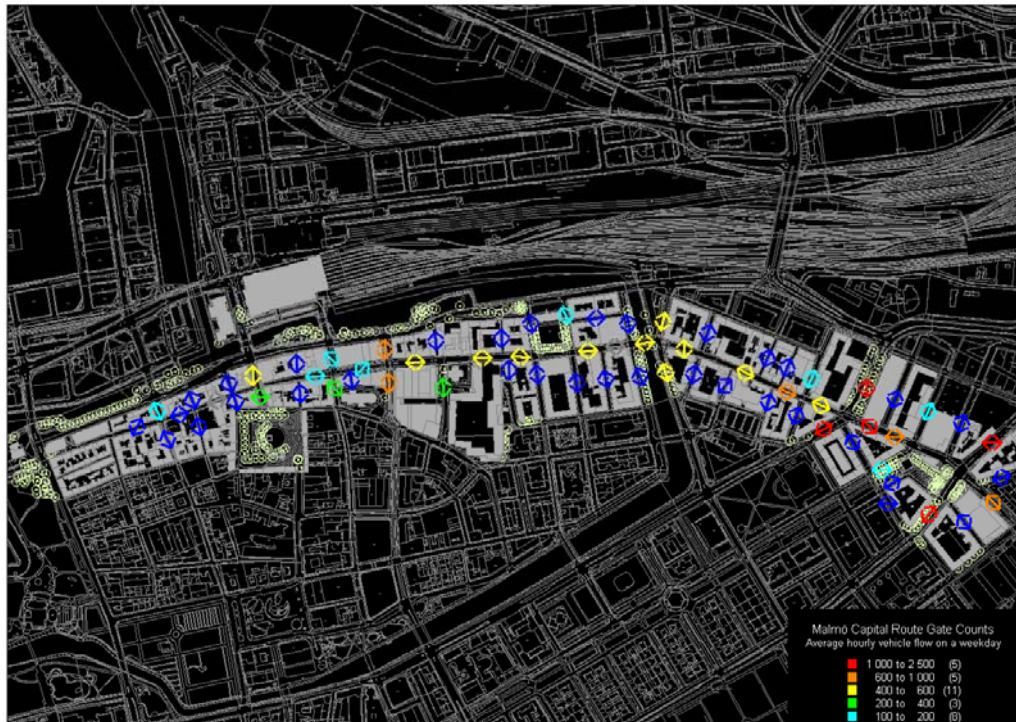 Malmö Capital Route Gate Counts
Average hourly vehicle flow on a weekday
1 000 to 2 500 (5)
600 to 1 000 (5)
400 to 600 (11)
200 to 400 (3)
100 to 200 (8)